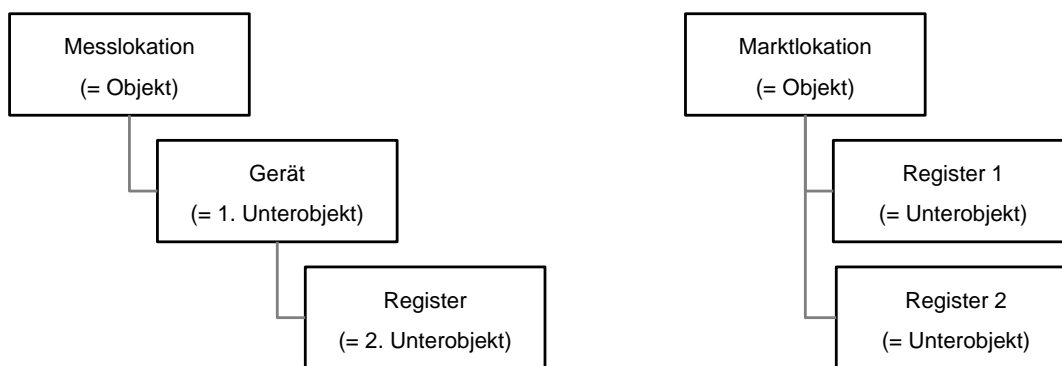 Messlokation
(= Objekt)
Gerät
(= 1. Unterobjekt)
Register
(= 2. Unterobjekt)
Marktlokation
(= Objekt)
Register 1
(= Unterobjekt)
Register 2
(= Unterobjekt)